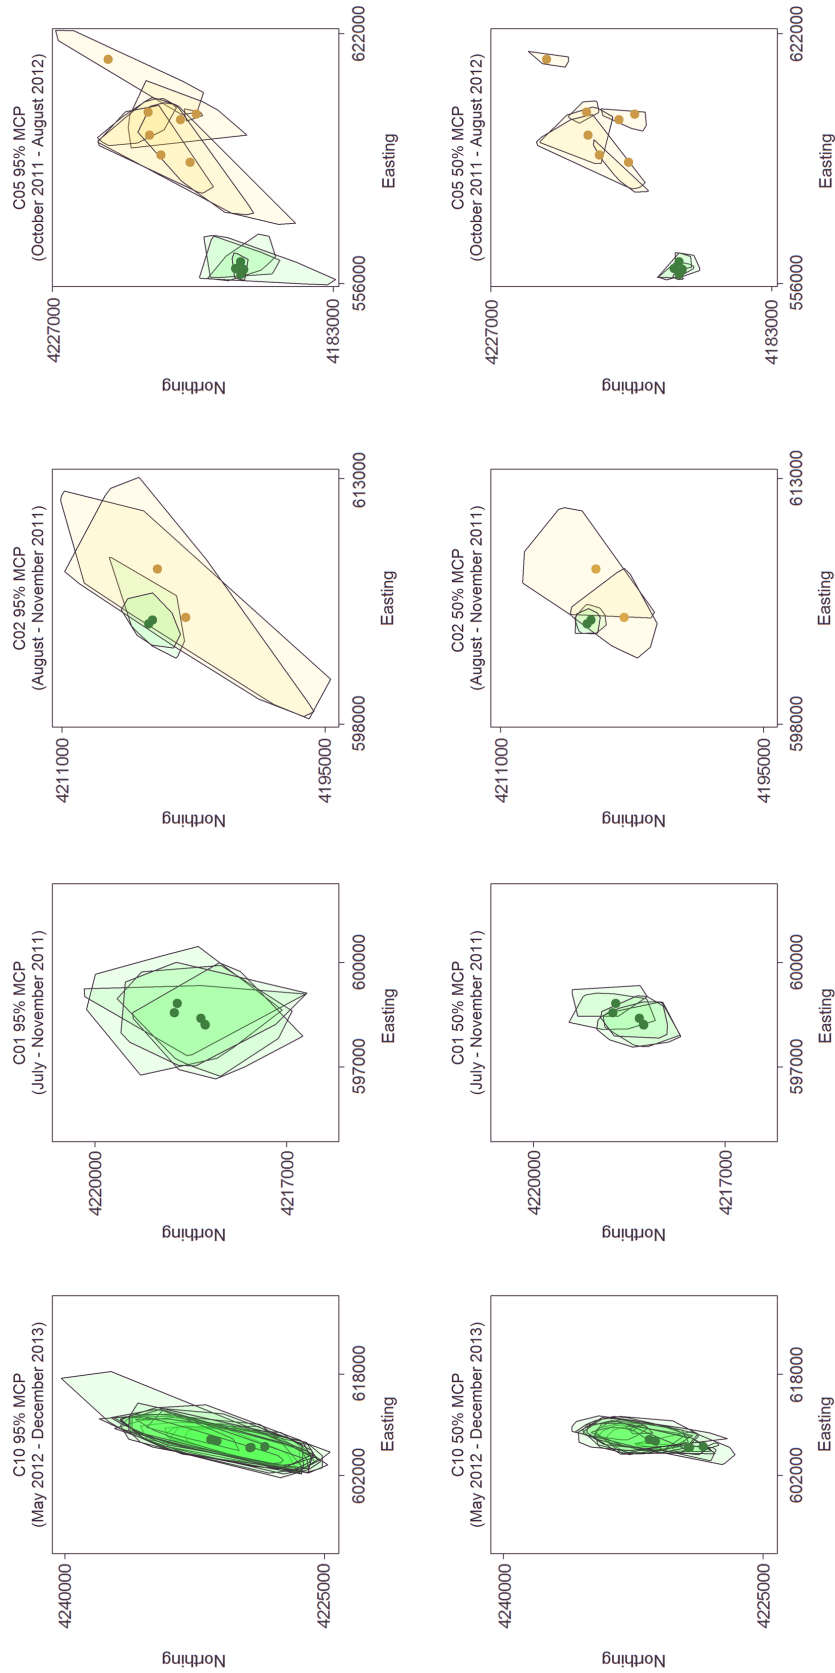 C10 95% MCP
(May 2012 - December 2013)
4240000
Northing
4225000
602000
618000
Easting
C01 95% MCP
(July - November 2011)
4220000
Northing
4217000
597000
600000
Easting
C02 95% MCP
(August - November 2011)
4211000
Northing
4195000
598000
613000
Easting
C05 95% MCP
(October 2011 - August 2012)
4227000
Northing
4183000
556000
622000
Easting
C10 50% MCP
(May 2012 - December 2013)
4240000
Northing
4225000
602000
618000
Easting
C01 50% MCP
(July - November 2011)
4220000
Northing
4217000
597000
600000
Easting
C02 50% MCP
(August - November 2011)
4211000
Northing
4195000
598000
613000
Easting
C05 50% MCP
(October 2011 - August 2012)
4227000
Northing
4183000
556000
622000
Easting